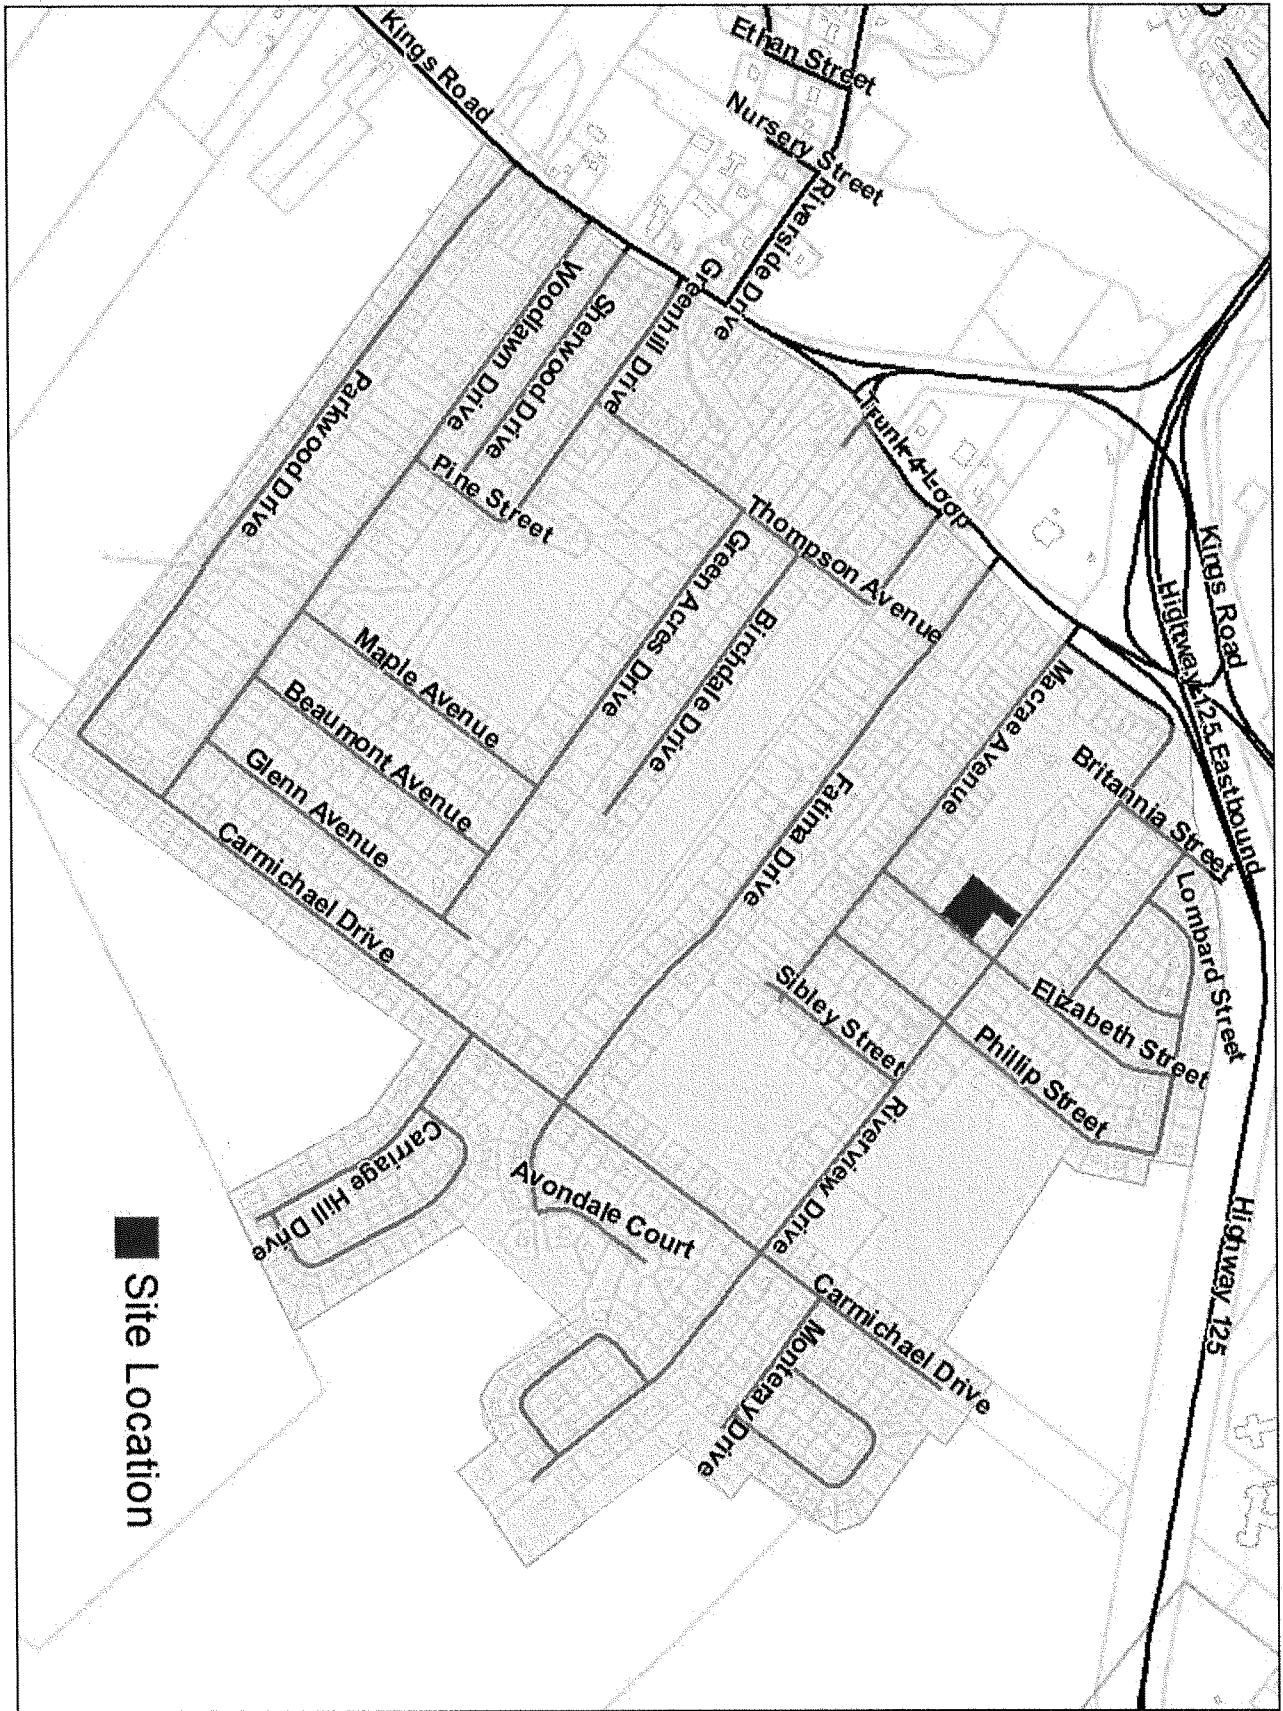 Kings Road
Ethan Street
Nursery Street
Riverside Drive
Greenhill Drive
Woodlawn Drive
Sherwood Drive
Parkwood Drive
Pine Street
Trunk 4 Loop
Thompson Avenue
Green Acres Drive
Birchdale Drive
Kings Road
Highway 125 Eastbound
Macrae Avenue
Britannia Street
Maple Avenue
Beaumont Avenue
Glenn Avenue
Carmichael Drive
Fatima Drive
Lombard Street
Sibley Street
Elizabeth Street
Phillip Street
Riverview Drive
Carriage Hill Drive
Avondale Court
Highway 125
Carmichael Drive
Monteray Drive
Site Location